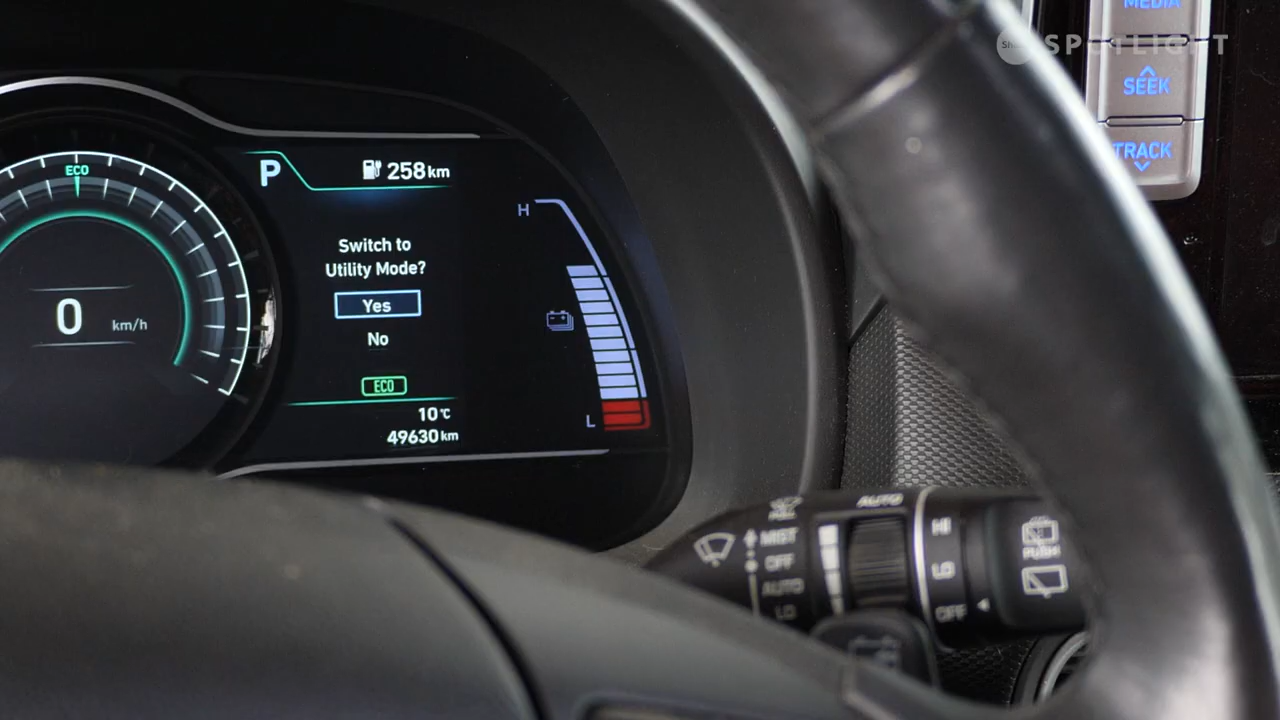 MEDIA
SPOTLIGHT
SEEK
TRACK
ECO
P
258km
H
Switch to
Utility Mode?
Yes
0
km/h
No
ECO
L
10℃
49630km
AUTO
MIST
OFF
AUTO
LO
HI
LO
OFF
PUSH